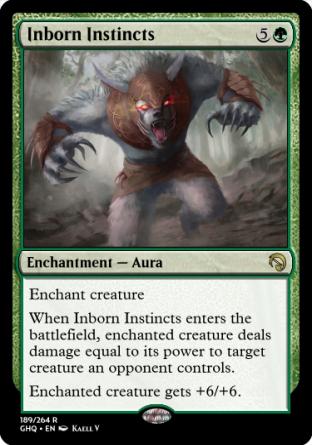 Inborn Instincts 5
Enchantment — Aura
Enchant creature
When Inborn Instincts enters the
battlefield, enchanted creature deals
damage equal to its power to target
creature an opponent controls.
Enchanted creature gets +6/+6.
189/264 R
GHQ • EN Kaell V